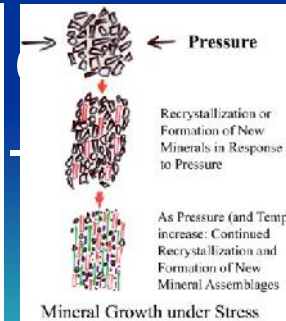 Pressure
Recrystallization or
Formation of New
Minerals in Response
to Pressure
As Pressure (and Temp
increase: Continued
Recrystallization and
Formation of New
Mineral Assemblages
Mineral Growth under Stress